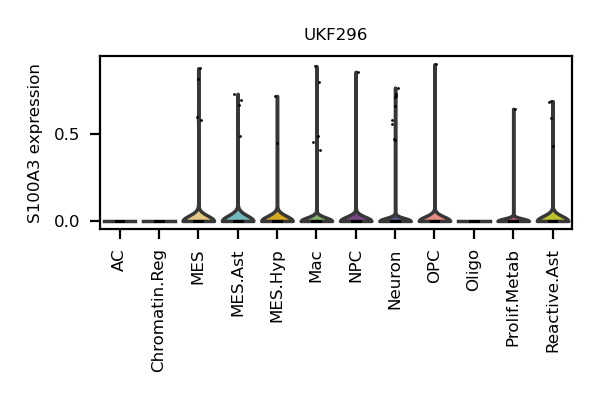 UKF296
S100A3 expression
0.5
0.0
AC
Chromatin.Reg
MES
MES.Ast
MES.Hyp
Mac
NPC
Neuron
OPC
Oligo
Prolif.Metab
Reactive.Ast